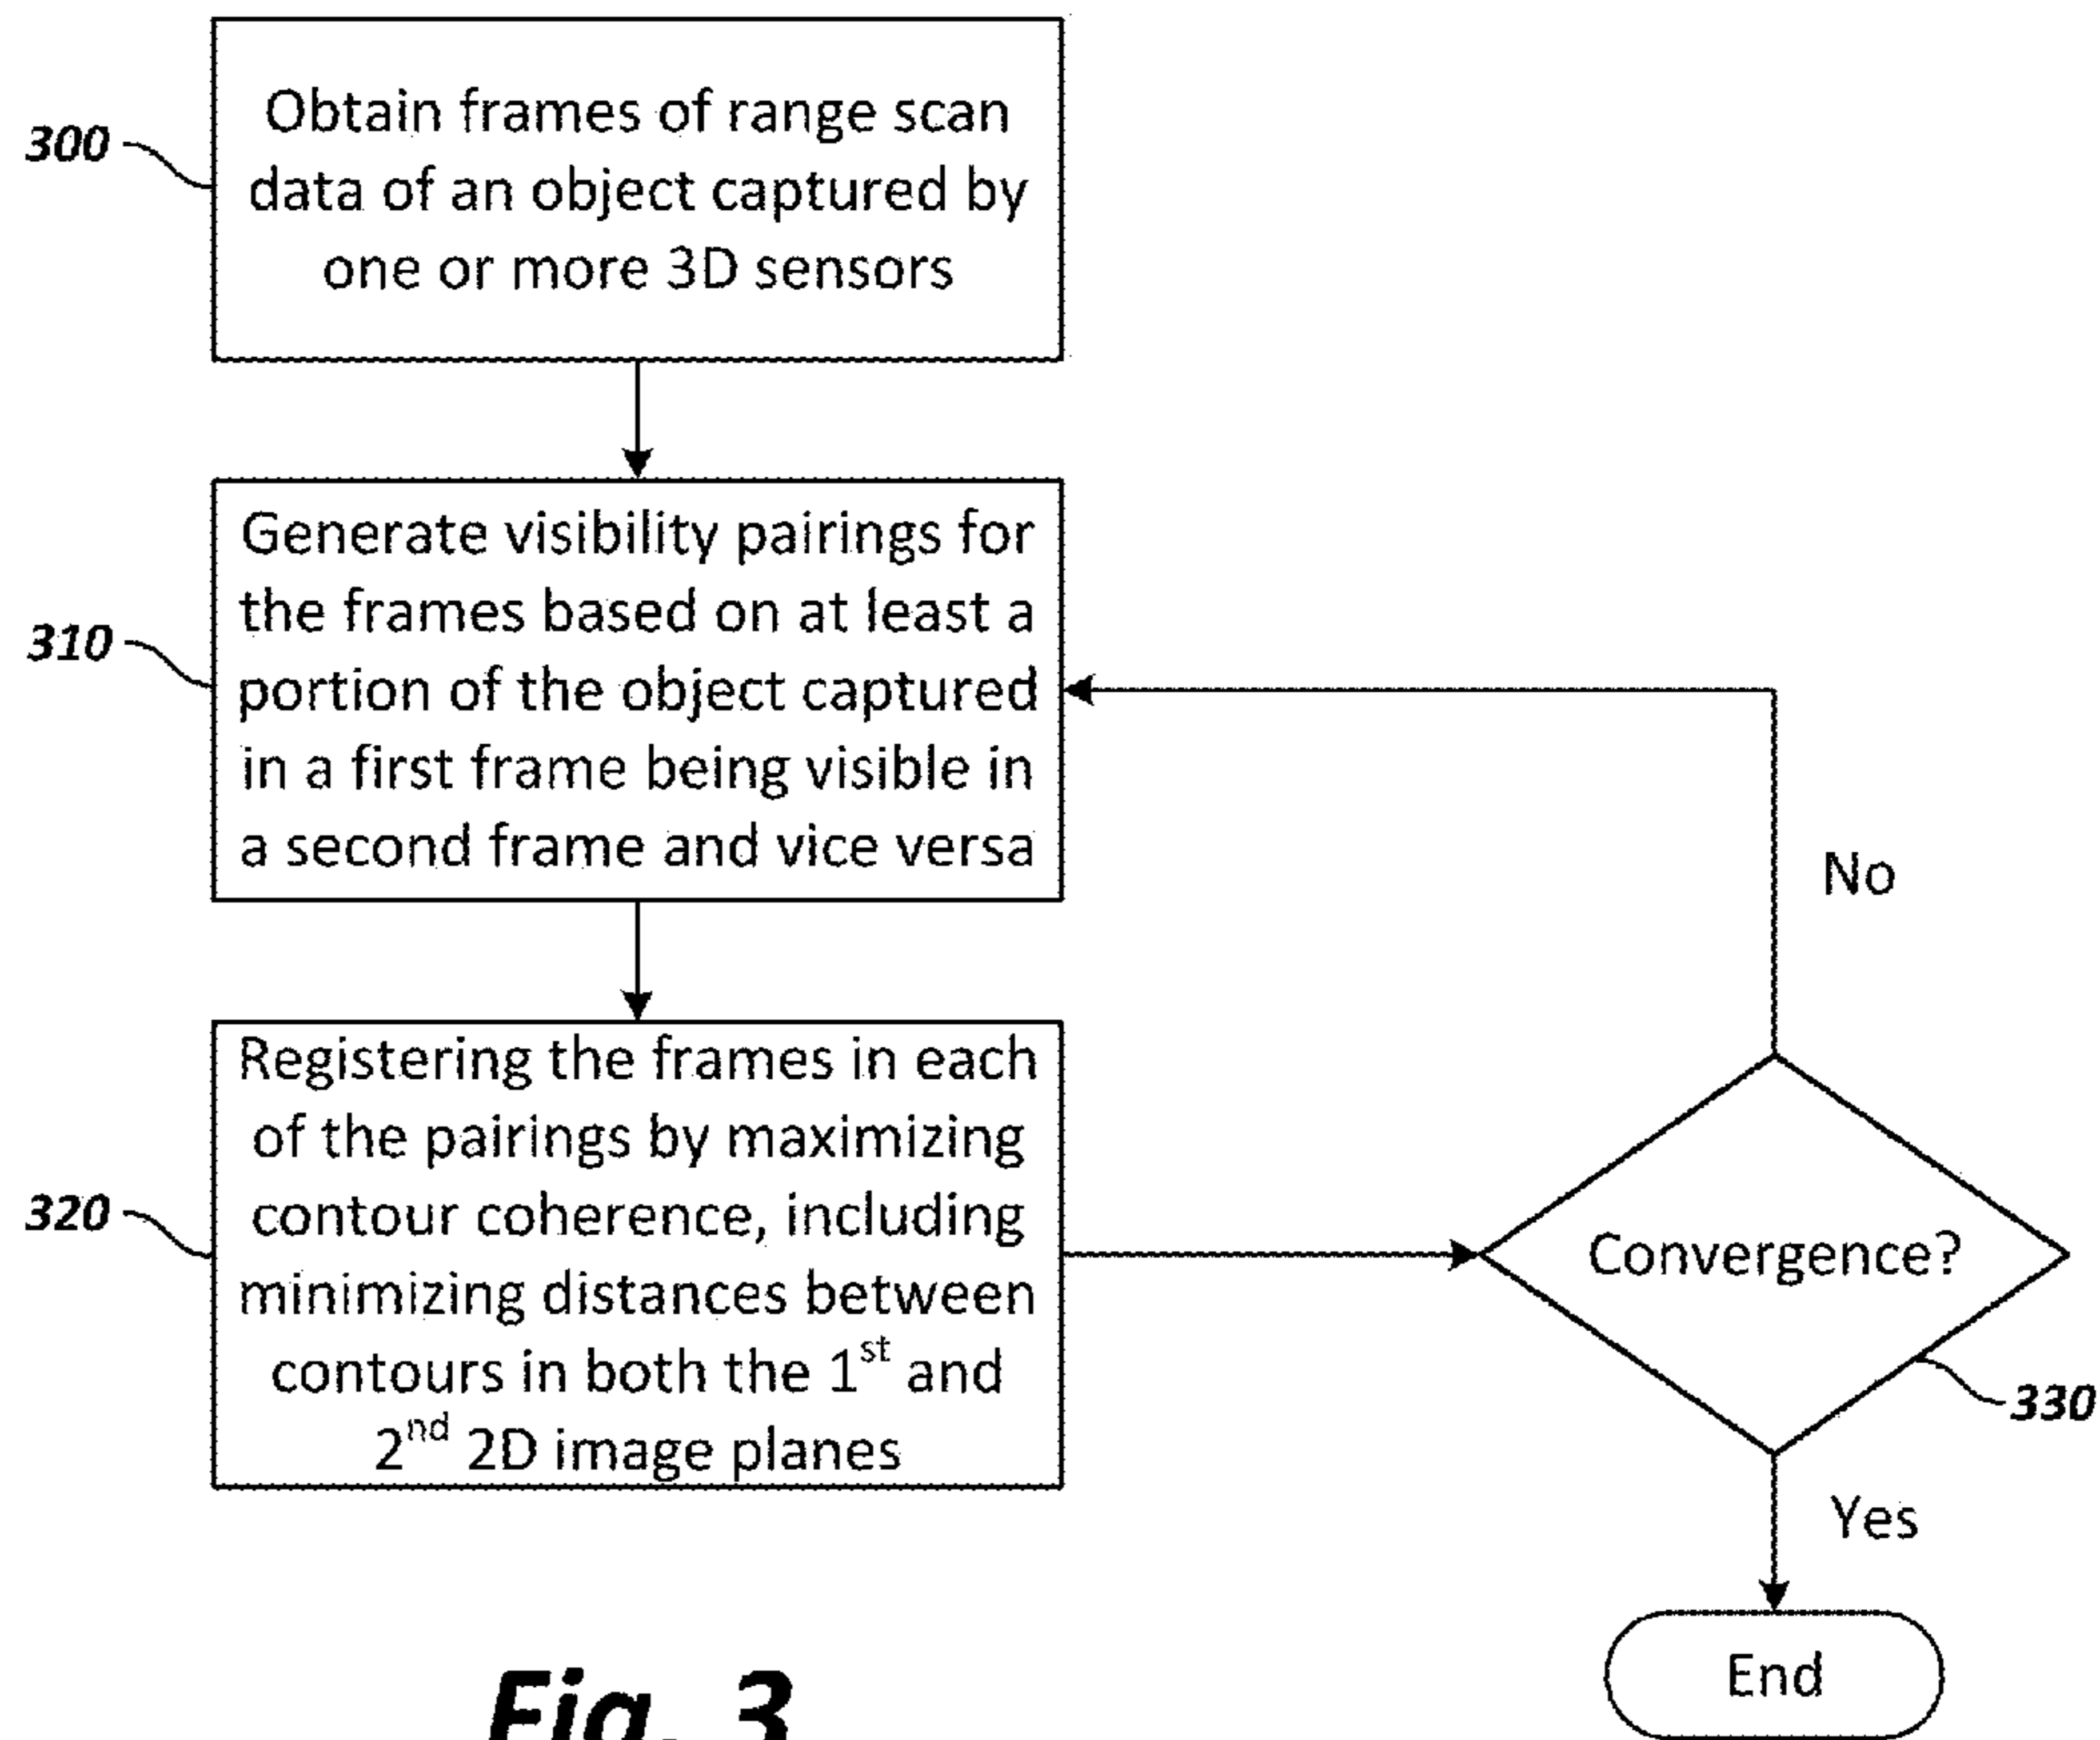 300
Obtain frames of range scan
data of an object captured by
one or more 3D sensors
310
Generate visibility pairings for
the frames based on at least a
portion of the object captured
in a first frame being visible in
a second frame and vice versa
320
Registering the frames in each
of the pairings by maximizing
contour coherence, including
minimizing distances between
contours in both the 1st and
2nd 2D image planes
No
Convergence?
330
Yes
End
Fig. 3